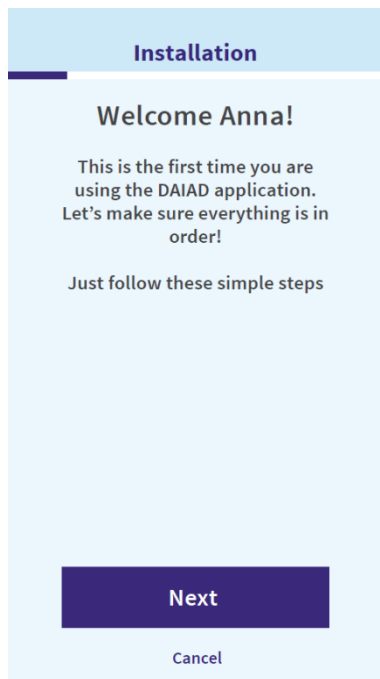 Installation
Welcome Anna!
This is the first time you are
using the DAIAD application.
Let’s make sure everything is in
order!
Just follow these simple steps
Next
Cancel